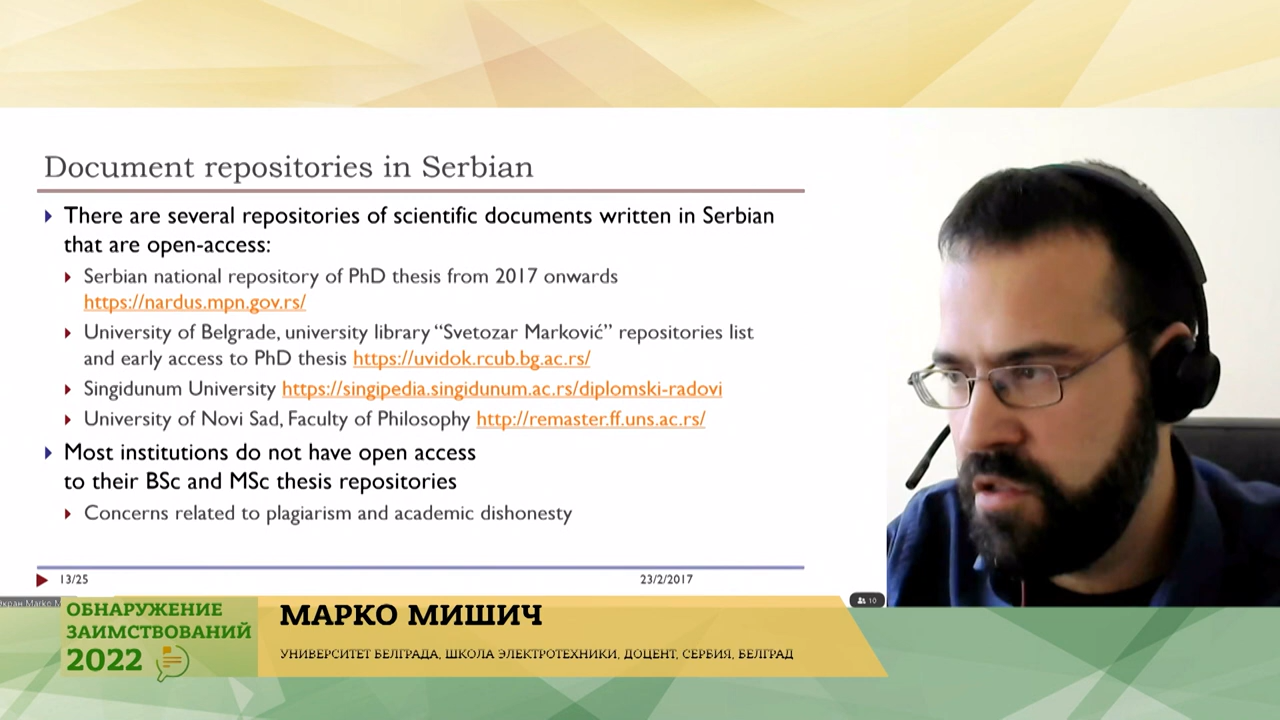 Document repositories in Serbian
There are several repositories of scientific documents written in Serbian
that are open-access:
Serbian national repository of PhD thesis from 2017 onwards
https://nardus.mpn.gov.rs/
University of Belgrade, university library “Svetozar Marković” repositories list
and early access to PhD thesis https://uvidok.rcub.bg.ac.rs/
Singidunum University https://singipedia.singidunum.ac.rs/diplomski-radovi
University of Novi Sad, Faculty of Philosophy http://remaster.ff.uns.ac.rs/
Most institutions do not have open access
to their BSc and MSc thesis repositories
Concerns related to plagiarism and academic dishonesty
13/25
23/2/2017
Marko
10
ОБНАРУЖЕНИЕ
ЗАИМСТВОВАНИЙ
2022
МАРКО МИШИЧ
УНИВЕРСИТЕТ БЕЛГРАДА, ШКОЛА ЭЛЕКТРОТЕХНИКИ, ДОЦЕНТ, СЕРБИЯ, БЕЛГРАД